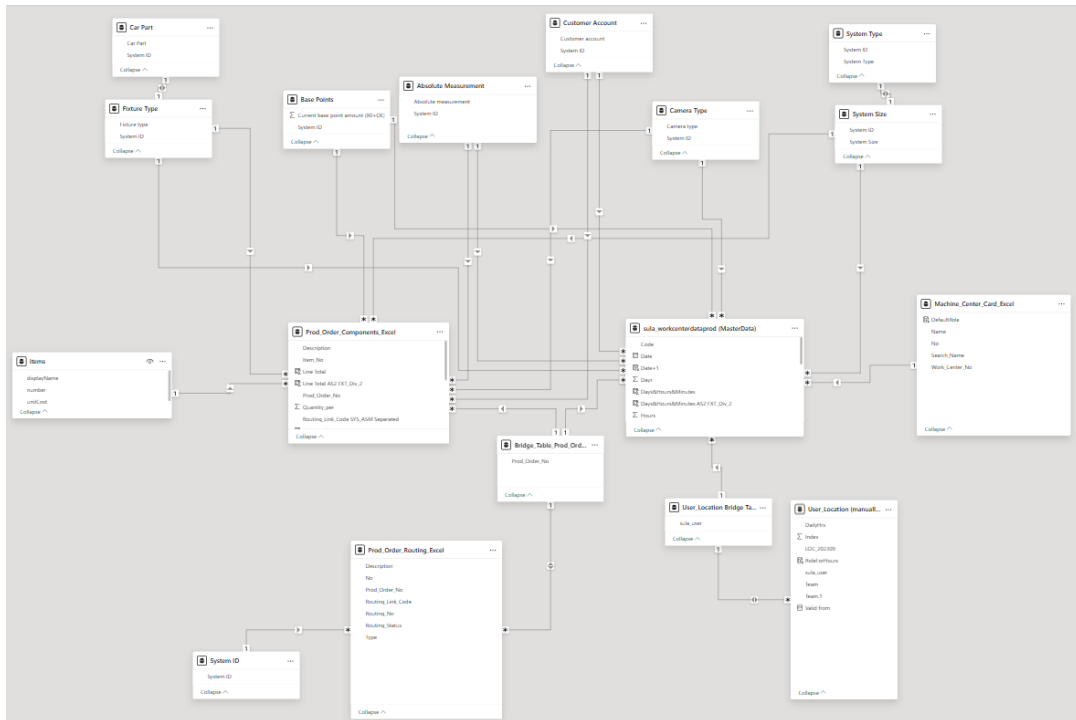 Car Part
Car Part
System ID
Collapse
Customer Account
Customer account
System ID
Collapse
System Type
System ID
System Type
Collapse
Fixture Type
Fixture type
System ID
Collapse
Base Points
Current base point amount (BD+DE)
System ID
Collapse
Absolute Measurement
Absolute measurement
System ID
Collapse
Camera Type
Camera type
System ID
Collapse
System Size
System ID
System Size
Collapse
Items
displayName
number
unitCost
Collapse
Prod_Order_Components_Excel
Description
Item_No
Line Total
Line Total AS2 FXT_Div_2
Prod_Order_No
Quantity_per
Routing_Link_Code SYS_ASM Separated
Collapse
sula_workcenterdataprod (MasterData)
Code
Date
Date+1
Days
Days&Hours&Minutes
Days&Hours&Minutes AS2 FXT_Div_2
Hours
Collapse
Machine_Center_Card_Excel
DefaultRole
Name
No
Search_Name
Work_Center_No
Collapse
Bridge_Table_Prod_Ord...
Prod_Order_No
Collapse
User_Location Bridge Ta...
sula_user
Collapse
User_Location (manuall...
DailyHrs
Index
LOC_202309
RoleForHours
sula_user
Team
Team.1
Valid from
Collapse
Prod_Order_Routing_Excel
Description
No
Prod_Order_No
Routing_Link_Code
Routing_No
Routing_Status
Type
Collapse
System ID
System ID
Collapse